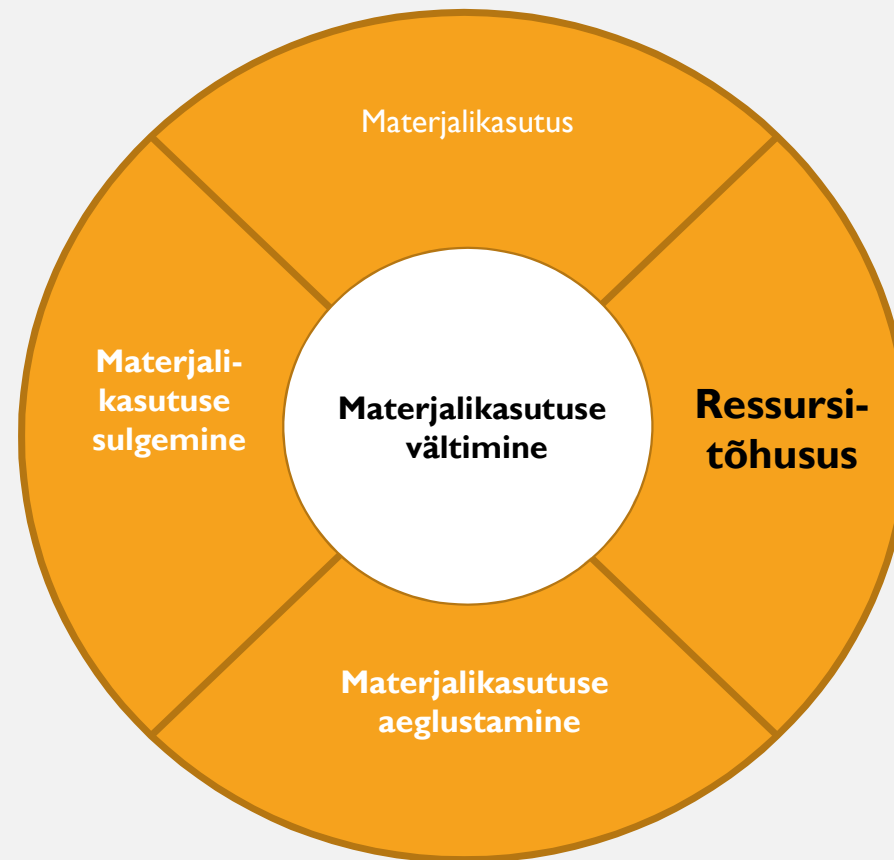 Materjalikasutus
Materjali-
kasutuse
sulgemine
Materjalikasutuse
vältimine
Ressursi-
tõhusus
Materjalikasutuse
aeglustamine